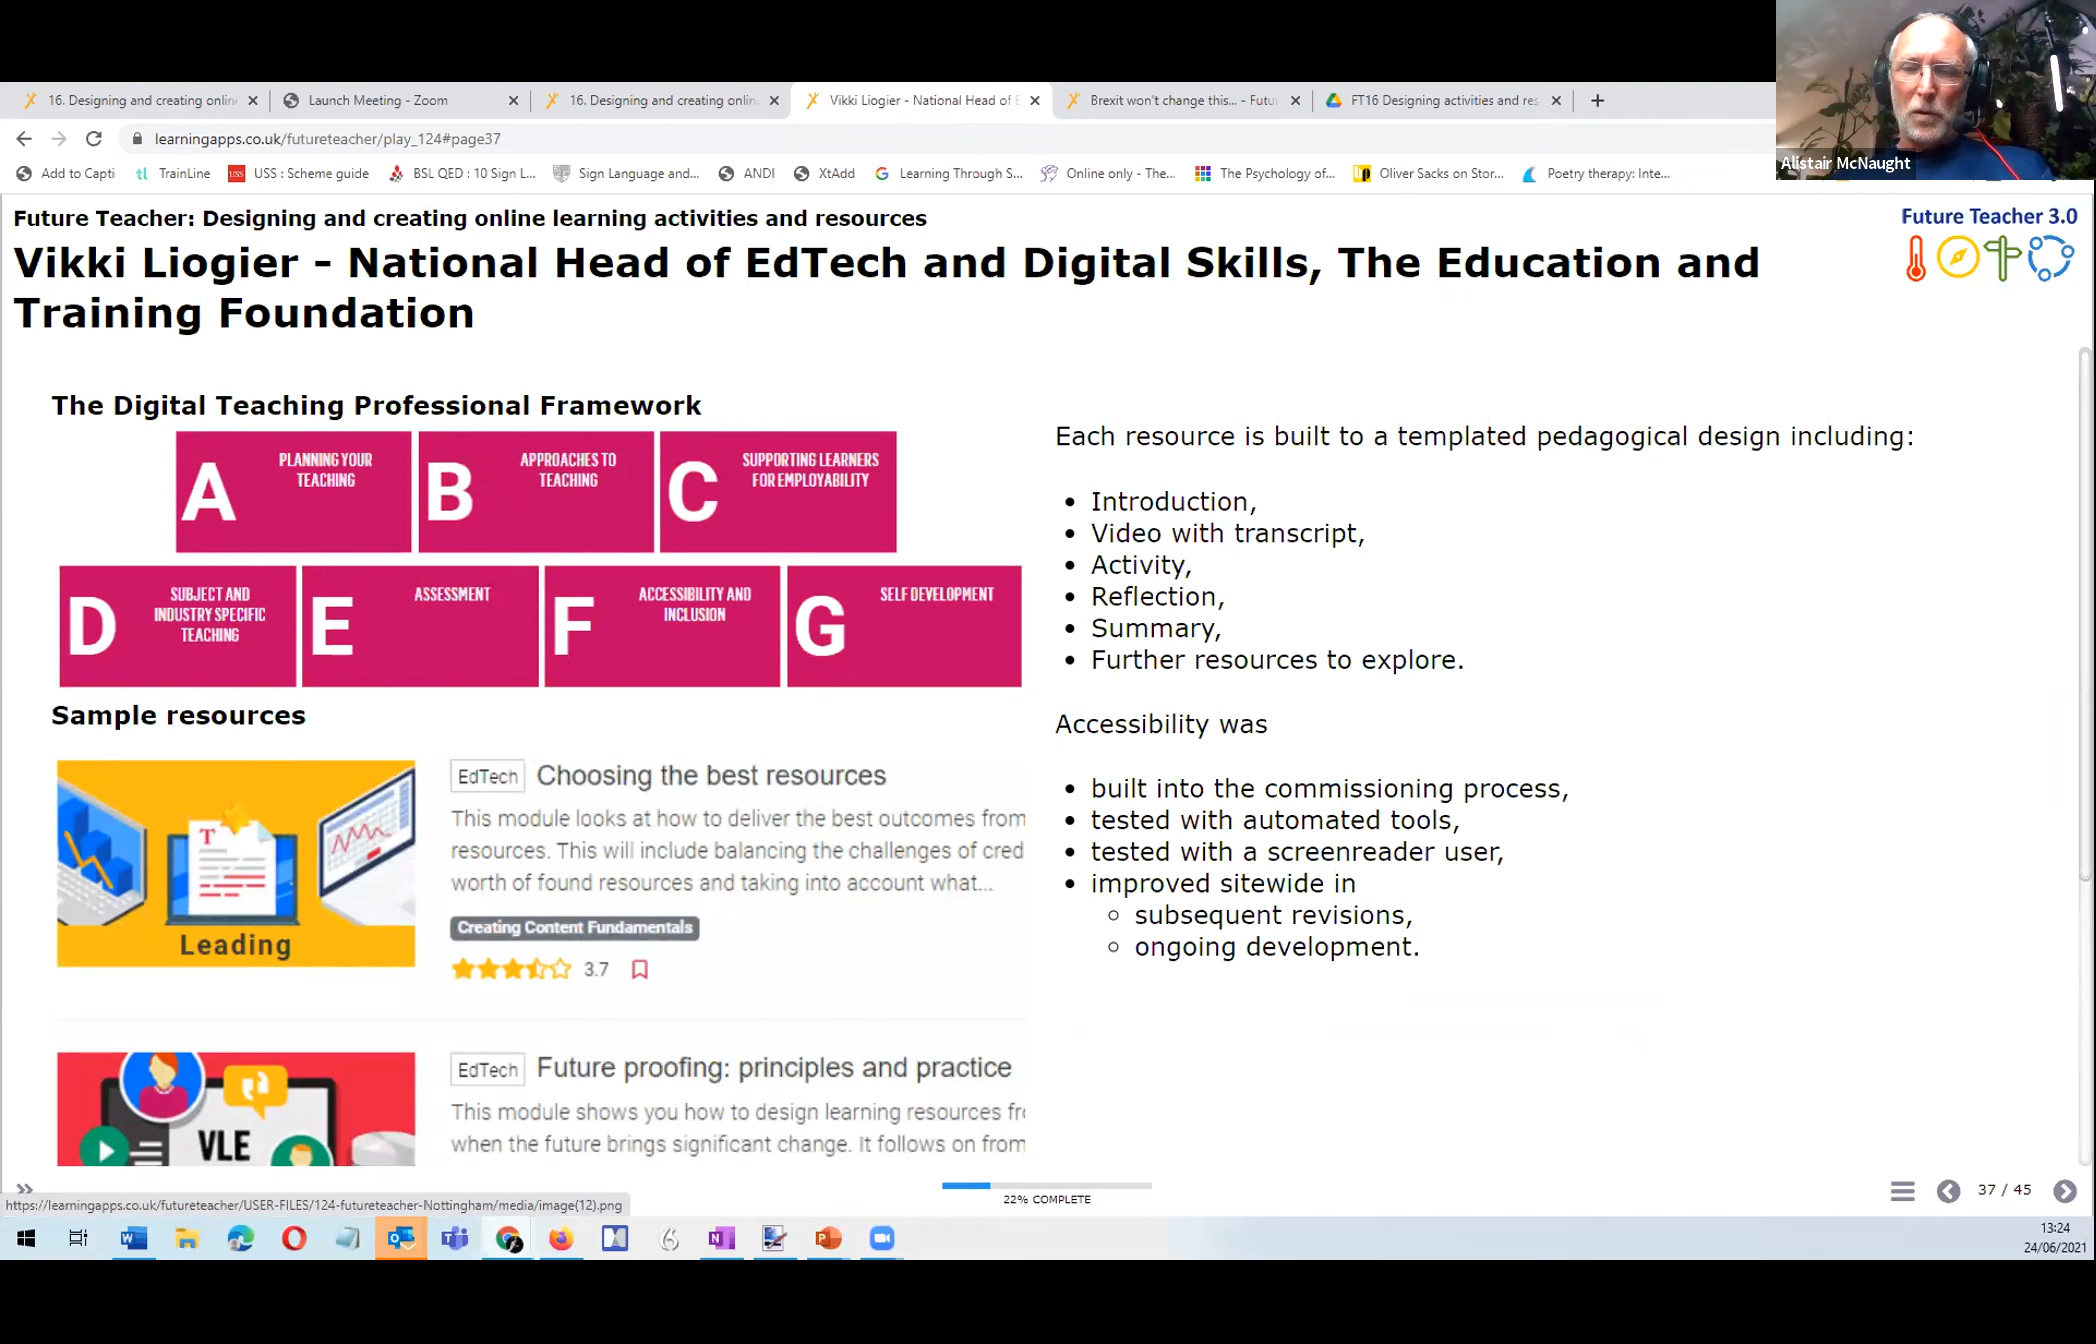 16. Designing and creating onlin
Launch Meeting - Zoom
16. Designing and creating onlin
Vikki Liogier - National Head of E
Brexit won't change this... - Futur
FT16 Designing activities and res
learningapps.co.uk/futureteacher/play_124#page37
Add to Capti
tl TrainLine
USS USS : Scheme guide
BSL QED : 10 Sign L...
Sign Language and...
ANDI
XtAdd
Learning Through S...
Online only - The...
The Psychology of...
Oliver Sacks on Stor...
Poetry therapy: Inte...
Alistair McNaught
Future Teacher: Designing and creating online learning activities and resources
Future Teacher 3.0
Vikki Liogier - National Head of EdTech and Digital Skills, The Education and
Training Foundation
The Digital Teaching Professional Framework
A PLANNING YOUR
TEACHING
B APPROACHES TO
TEACHING
C SUPPORTING LEARNERS
FOR EMPLOYABILITY
D SUBJECT AND
INDUSTRY SPECIFIC
TEACHING
E ASSESSMENT
F ACCESSIBILITY AND
INCLUSION
G SELF DEVELOPMENT
Sample resources
T
Leading
EdTech Choosing the best resources
This module looks at how to deliver the best outcomes from
resources. This will include balancing the challenges of cred
worth of found resources and taking into account what...
Creating Content Fundamentals
3.7
VLE
EdTech Future proofing: principles and practice
This module shows you how to design learning resources fr
when the future brings significant change. It follows on from
Each resource is built to a templated pedagogical design including:
• Introduction,
• Video with transcript,
• Activity,
• Reflection,
• Summary,
• Further resources to explore.
Accessibility was
• built into the commissioning process,
• tested with automated tools,
• tested with a screenreader user,
• improved sitewide in
◦ subsequent revisions,
◦ ongoing development.
22% COMPLETE
37 / 45
https://learningapps.co.uk/futureteacher/USER-FILES/124-futureteacher-Nottingham/media/image(12).png
13:24
24/06/2021